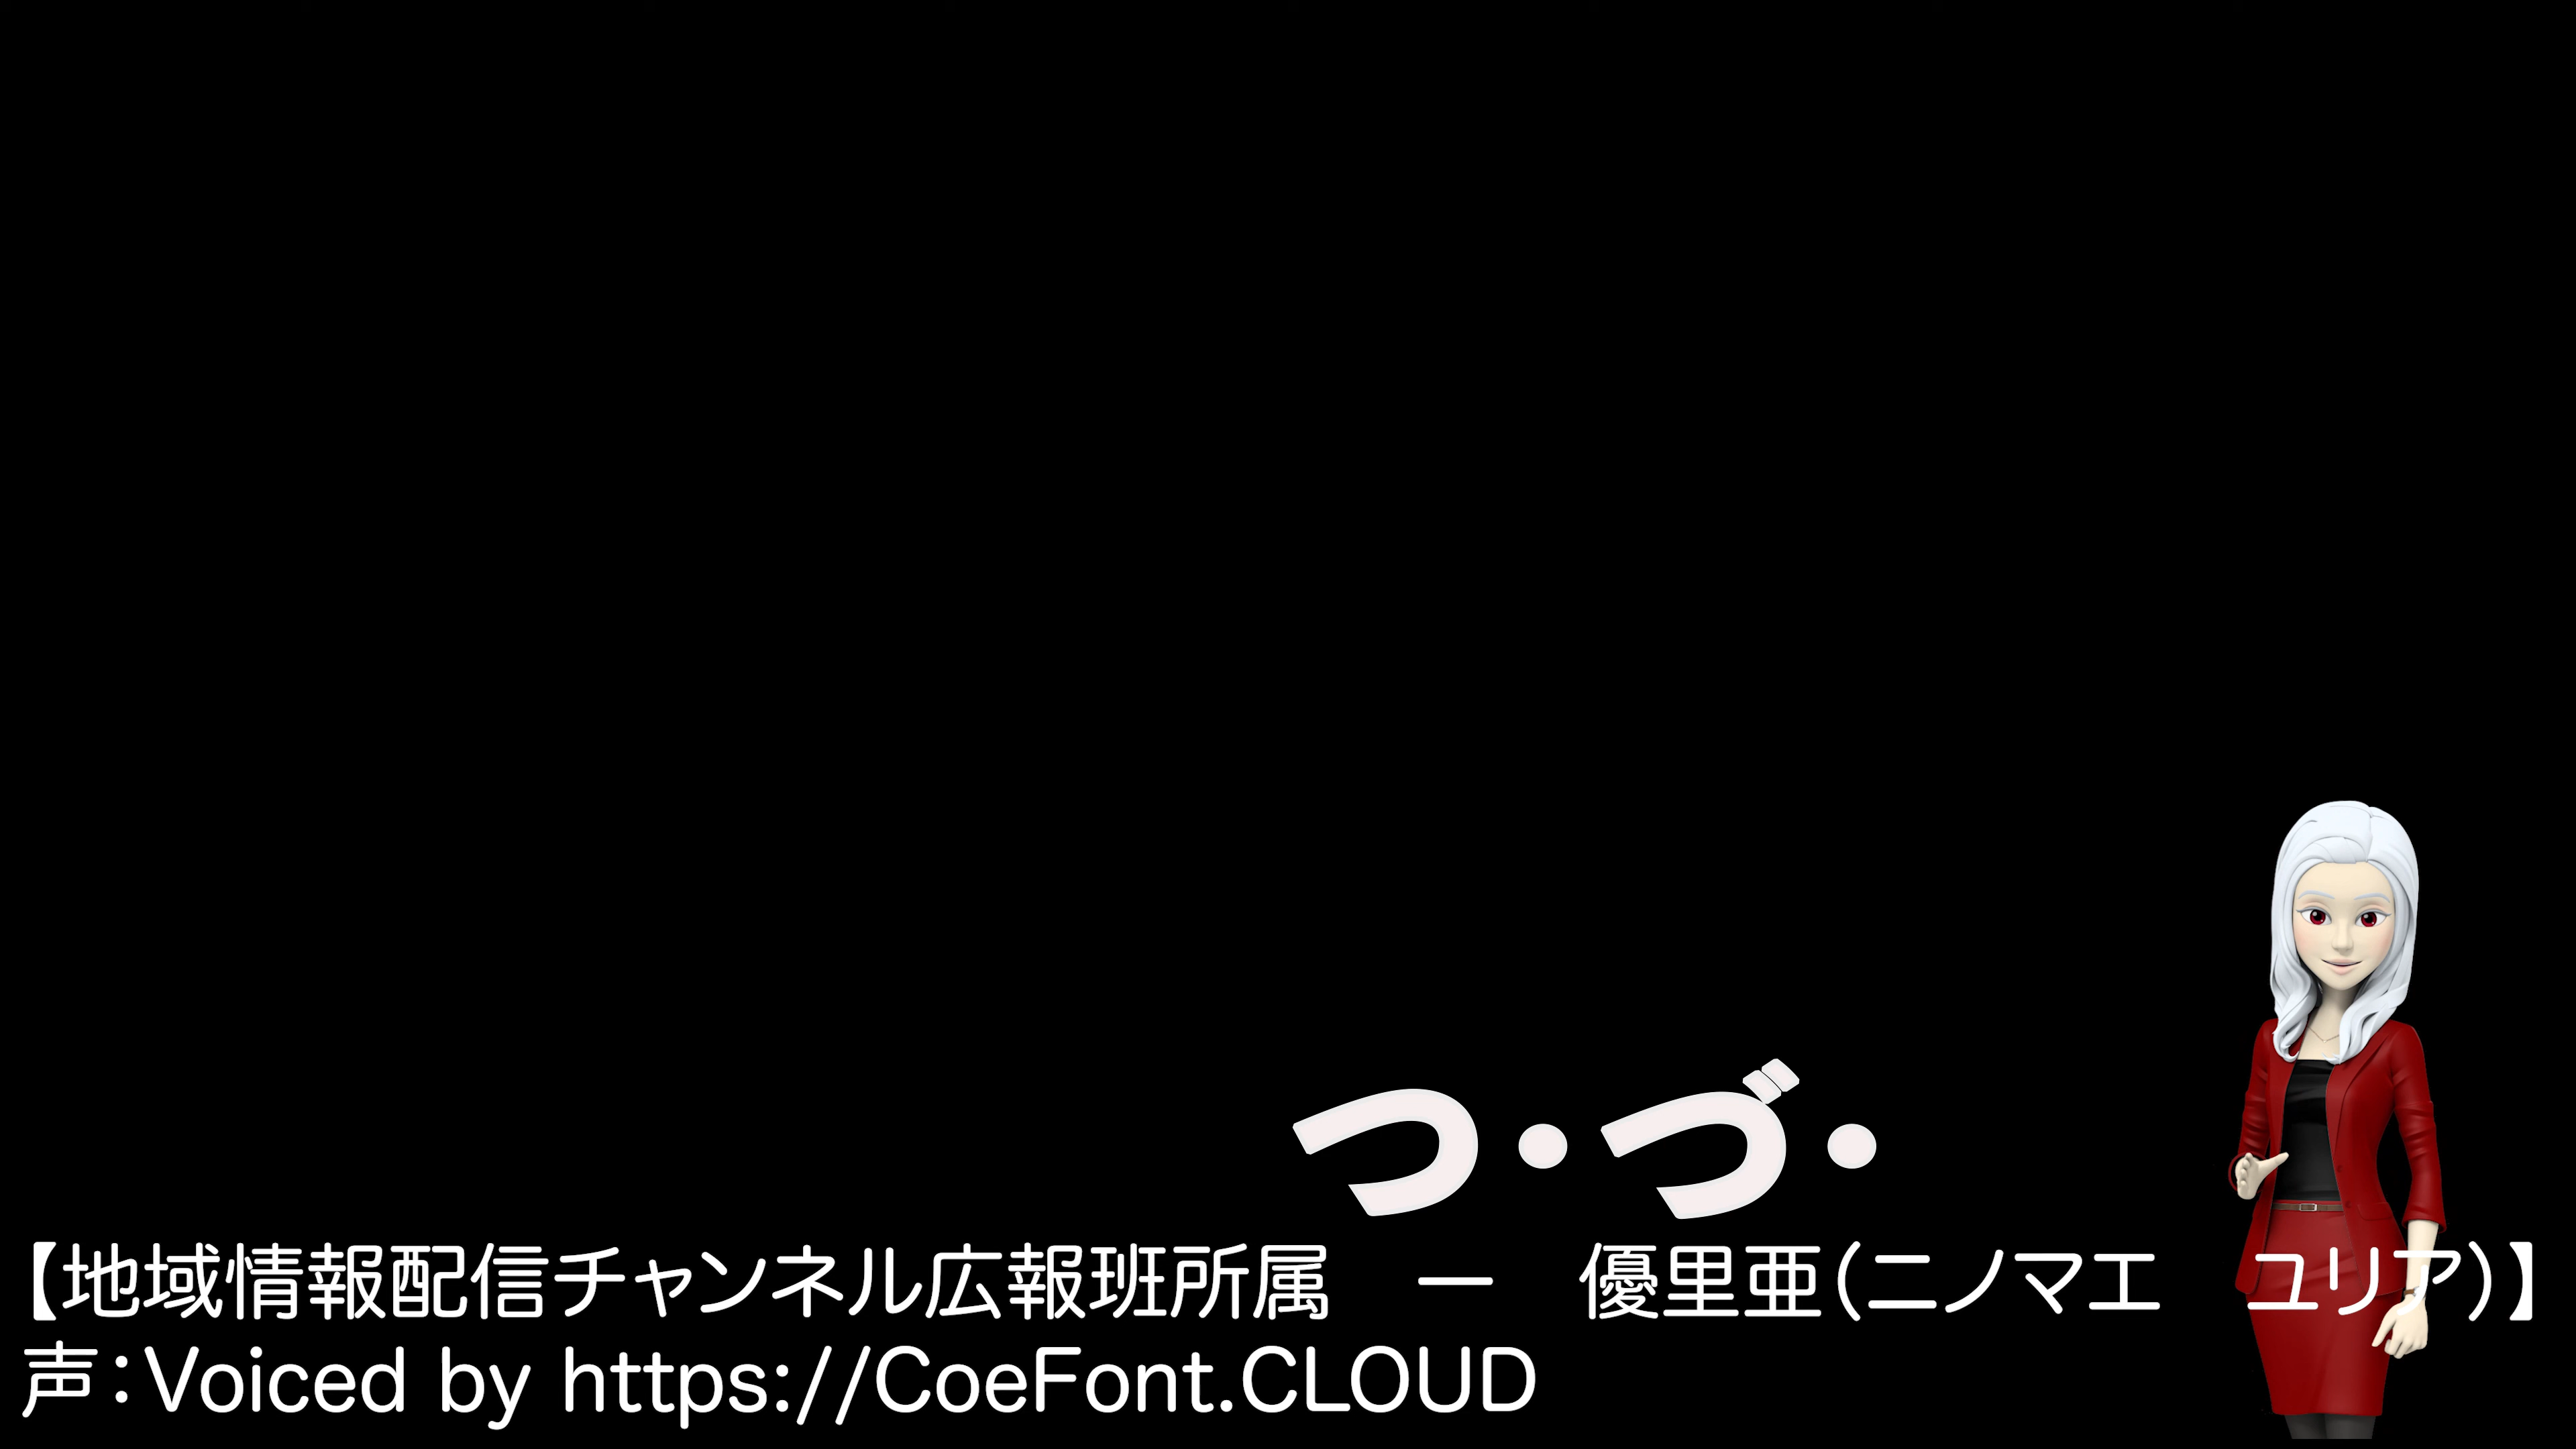 つ・づ・
【地域情報配信チャンネル広報班所属　一　優里亜(ニノマエ　ユリア)】
声：Voiced by https://CoeFont.CLOUD